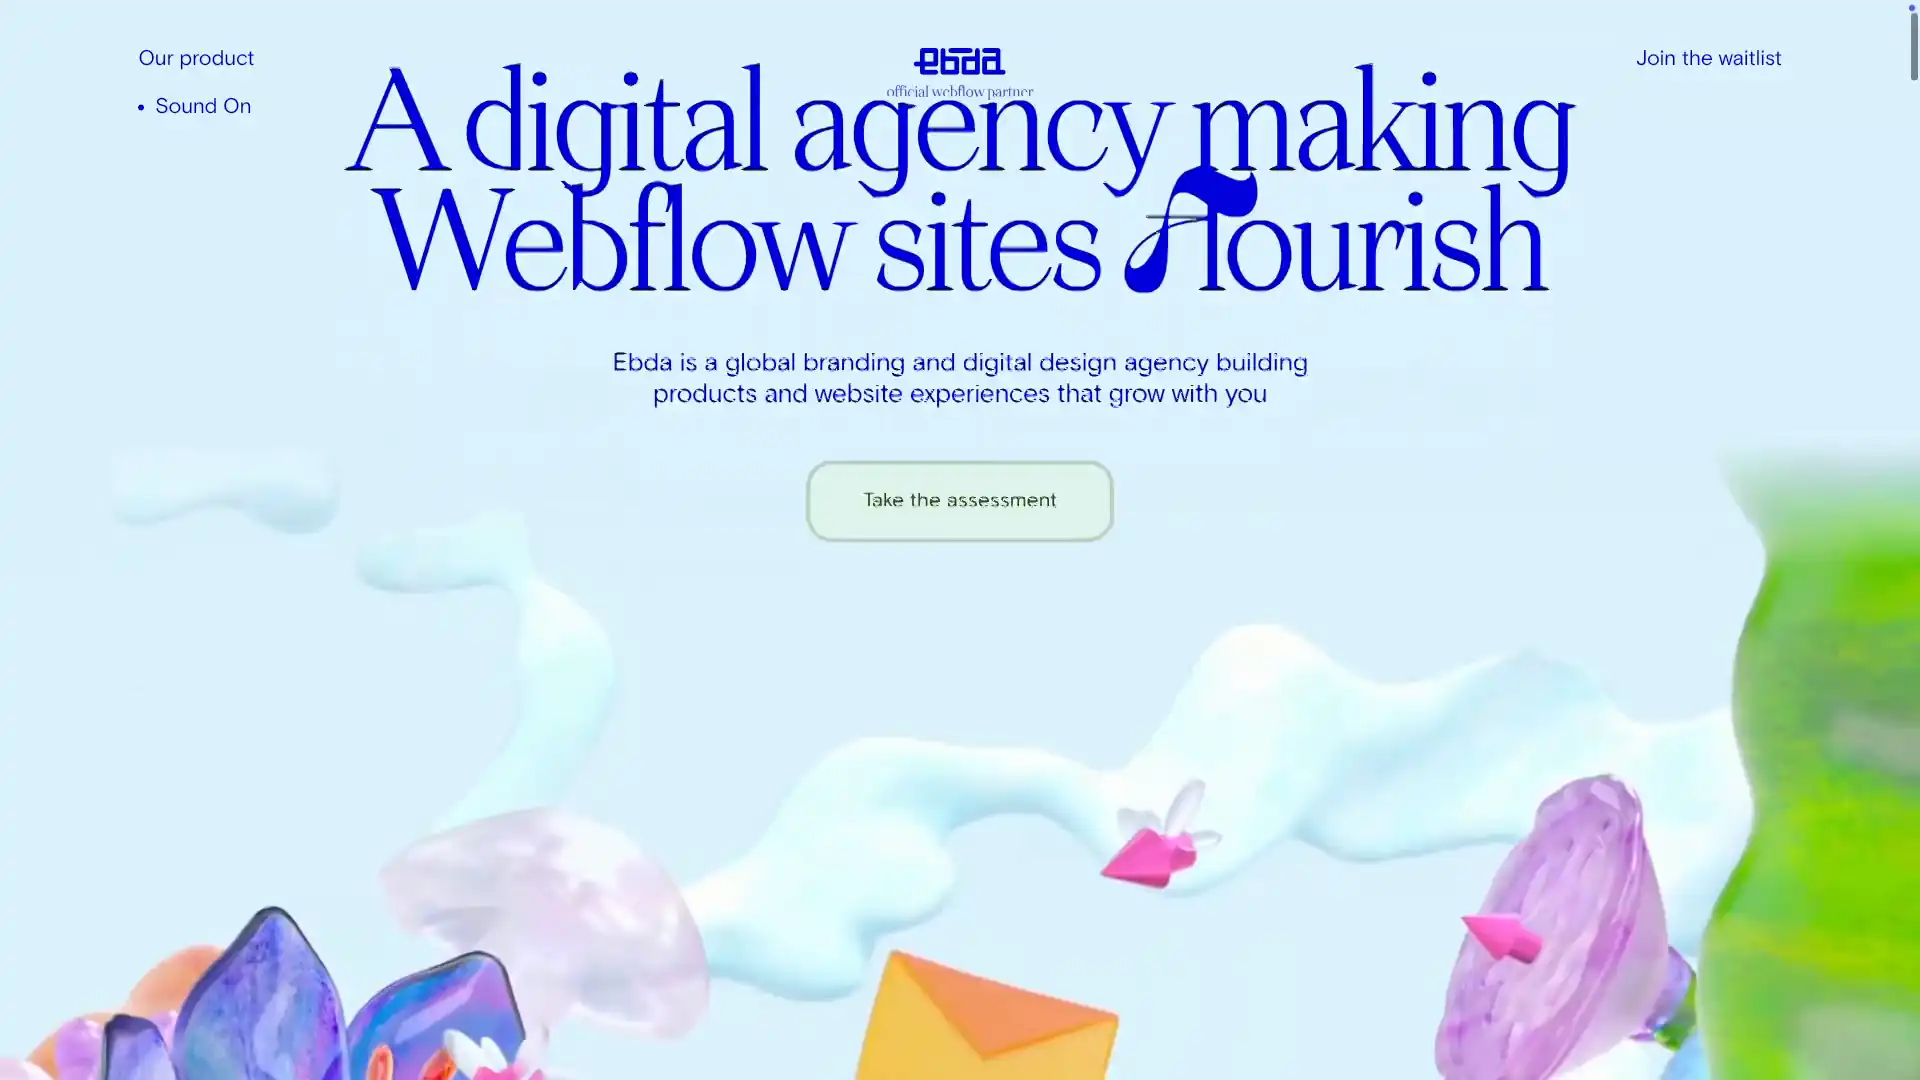 Our product
ebda
Join the waitlist
official webflow partner
• Sound On
A digital agency making
Webflow sites flourish
Ebda is a global branding and digital design agency building
products and website experiences that grow with you
Take the assessment